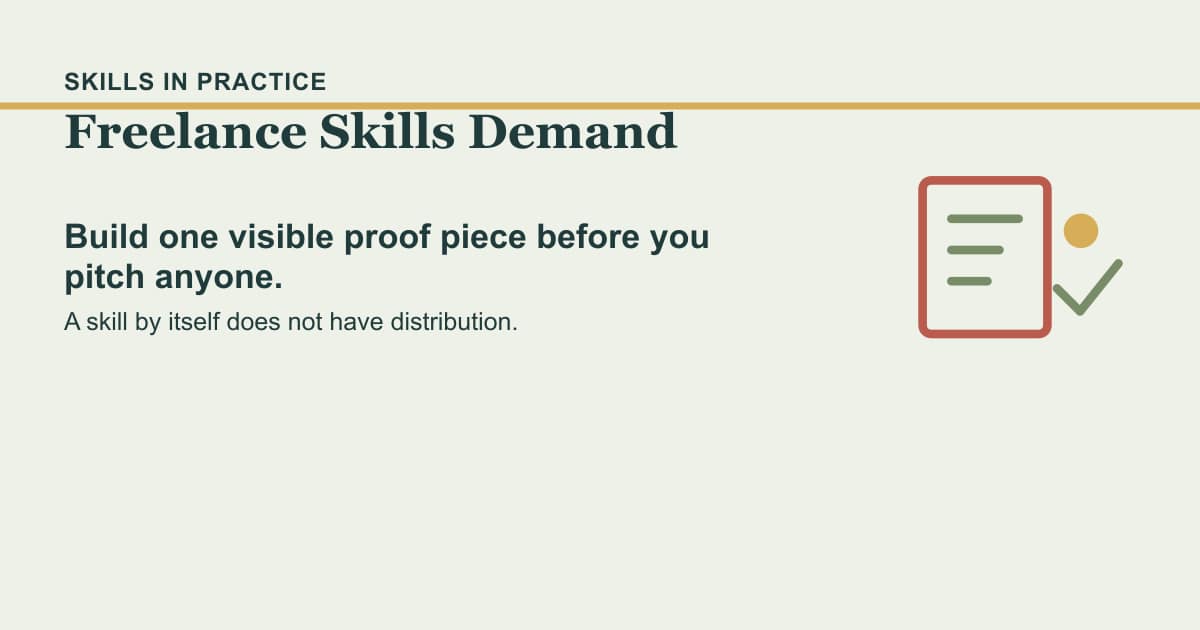 SKILLS IN PRACTICE
Freelance Skills Demand
Build one visible proof piece before you
pitch anyone.
A skill by itself does not have distribution.